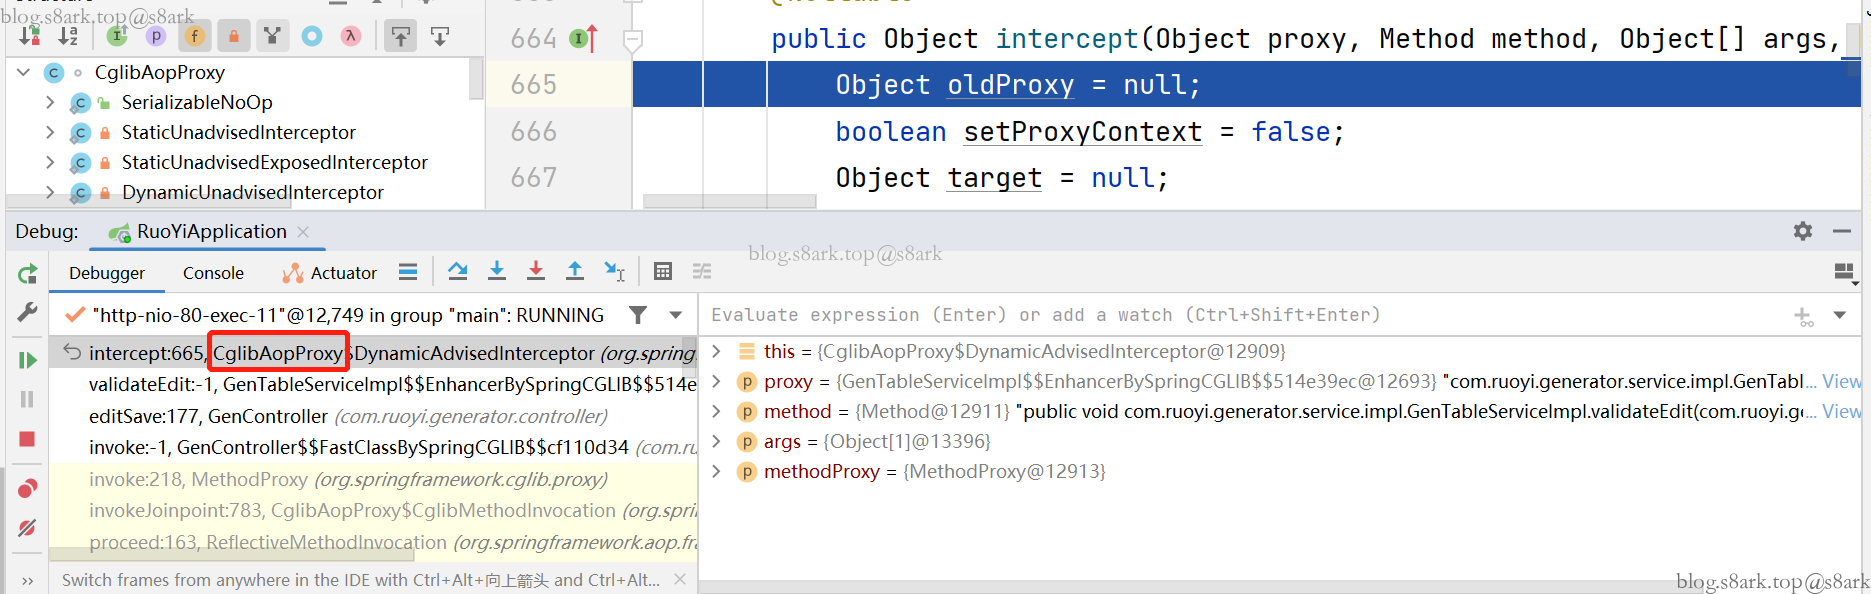 blog.s8ark.top@s8ark
CglibAopProxy
SerializableNoOp
StaticUnadvisedInterceptor
StaticUnadvisedExposedInterceptor
DynamicUnadvisedInterceptor
664 public Object intercept(Object proxy, Method method, Object[] args,
665 Object oldProxy = null;
666 boolean setProxyContext = false;
667 Object target = null;
Debug: RuoYiApplication
blog.s8ark.top@s8ark
Debugger Console Actuator
"http-nio-80-exec-11"@12,749 in group "main": RUNNING
Evaluate expression (Enter) or add a watch (Ctrl+Shift+Enter)
intercept:665, CglibAopProxy$DynamicAdvisedInterceptor (org.spring
validateEdit:-1, GenTableServiceImpl$$EnhancerBySpringCGLIB$$514e
editSave:177, GenController (com.ruoyi.generator.controller)
invoke:-1, GenController$$FastClassBySpringCGLIB$$cf110d34 (com.ru
invoke:218, MethodProxy (org.springframework.cglib.proxy)
invokeJoinpoint:783, CglibAopProxy$CglibMethodInvocation (org.spri
proceed:163, ReflectiveMethodInvocation (org.springframework.aop.fra
this = {CglibAopProxy$DynamicAdvisedInterceptor@12909}
proxy = {GenTableServiceImpl$$EnhancerBySpringCGLIB$$514e39ec@12693} "com.ruoyi.generator.service.impl.GenTabl... View
method = {Method@12911} "public void com.ruoyi.generator.service.impl.GenTableServiceImpl.validateEdit(com.ruoyi.ge... View
args = {Object[1]@13396}
methodProxy = {MethodProxy@12913}
Switch frames from anywhere in the IDE with Ctrl+Alt+向上箭头 and Ctrl+Alt...
blog.s8ark.top@s8ark